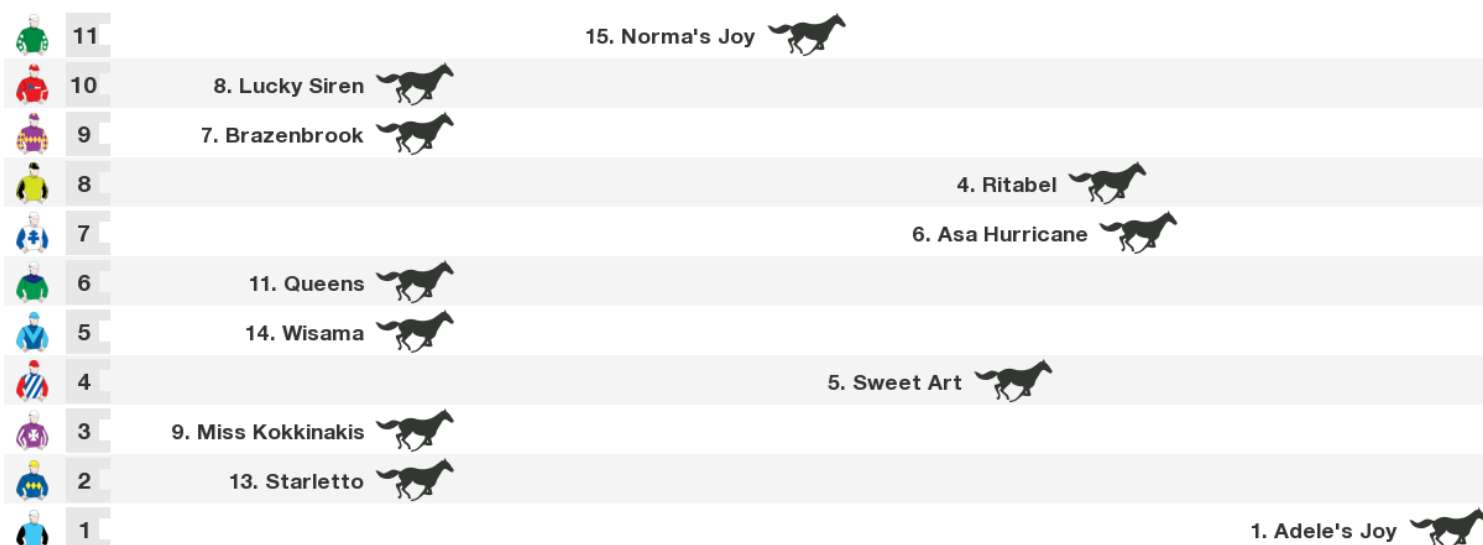 11 15. Norma's Joy
10 8. Lucky Siren
9 7. Brazenbrook
8 4. Ritabel
7 6. Asa Hurricane
6 11. Queens
5 14. Wisama
4 5. Sweet Art
3 9. Miss Kokkinakis
2 13. Starletto
1 1. Adele's Joy